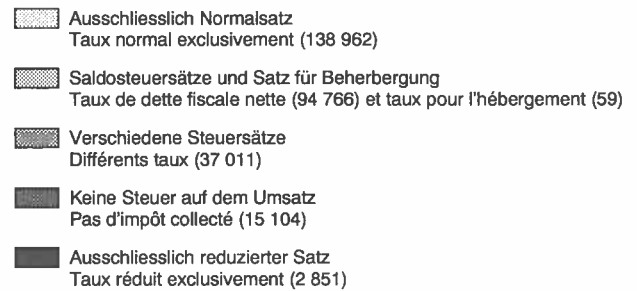 Ausschliesslich Normalsatz
Taux normal exclusivement (138 962)
Saldosteuersätze und Satz für Beherbergung
Taux de dette fiscale nette (94 766) et taux pour l'hébergement (59)
Verschiedene Steuersätze
Différents taux (37 011)
Keine Steuer auf dem Umsatz
Pas d'impôt collecté (15 104)
Ausschliesslich reduzierter Satz
Taux réduit exclusivement (2 851)